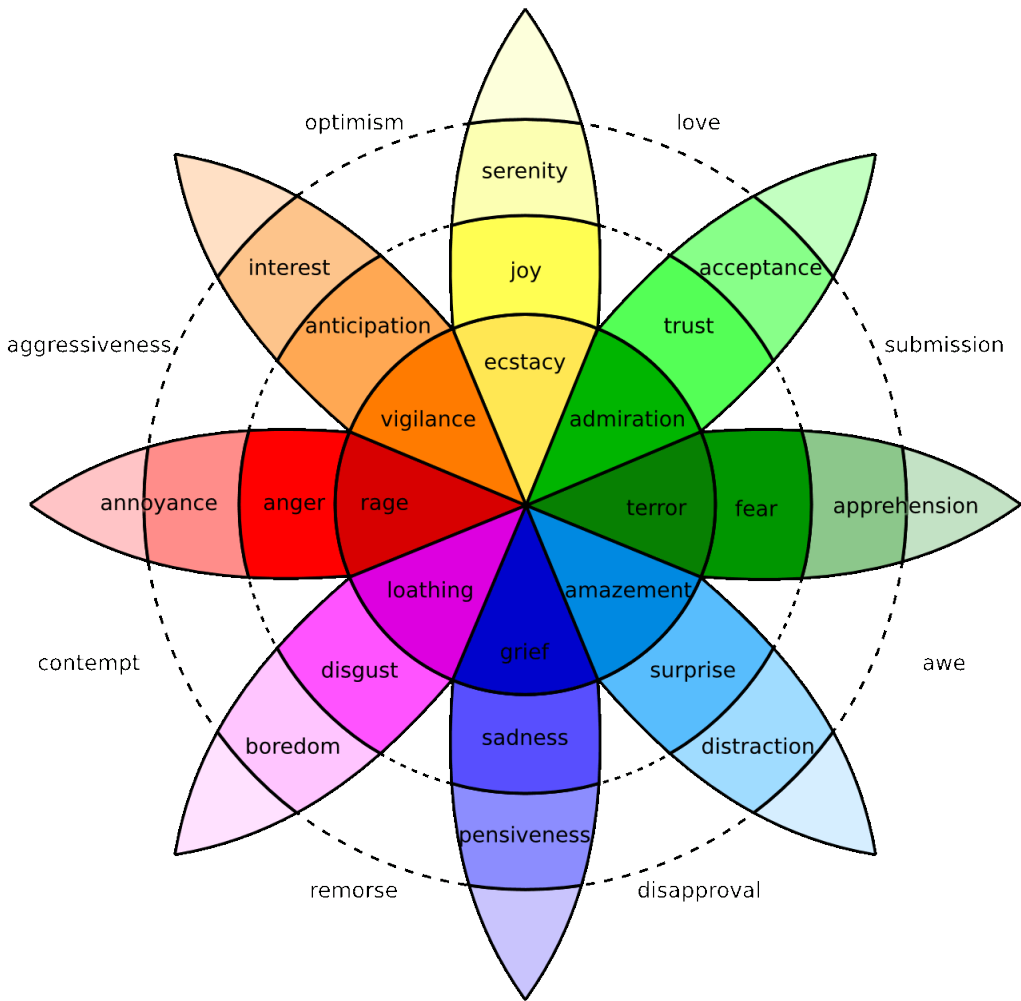 optimism
love
serenity
interest
acceptance
joy
anticipation
trust
aggressiveness
submission
ecstacy
vigilance
admiration
annoyance
anger
rage
terror
fear
apprehension
loathing
amazement
grief
contempt
awe
disgust
surprise
sadness
boredom
distraction
pensiveness
remorse
disapproval